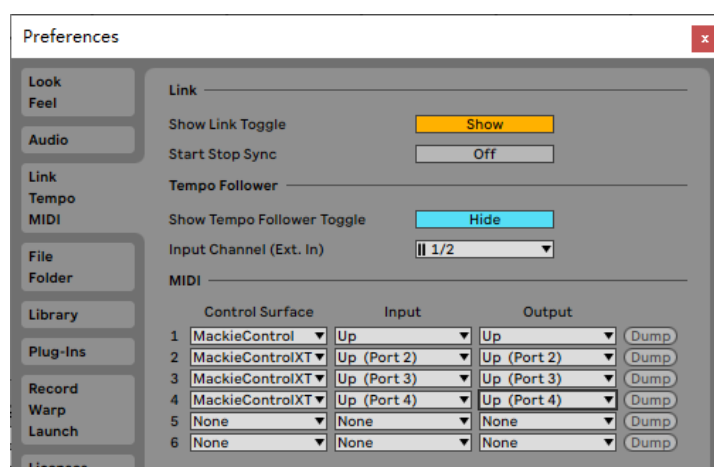 Preferences
x
Look
Feel
Audio
Link
Tempo
MIDI
File
Folder
Library
Plug-Ins
Record
Warp
Launch
Licenses
Link
Show Link Toggle Show
Start Stop Sync Off
Tempo Follower
Show Tempo Follower Toggle Hide
Input Channel (Ext. In) 1/2
MIDI
Control Surface Input Output
1 MackieControl Up Up Dump
2 MackieControlXT Up (Port 2) Up (Port 2) Dump
3 MackieControlXT Up (Port 3) Up (Port 3) Dump
4 MackieControlXT Up (Port 4) Up (Port 4) Dump
5 None None None Dump
6 None None None Dump